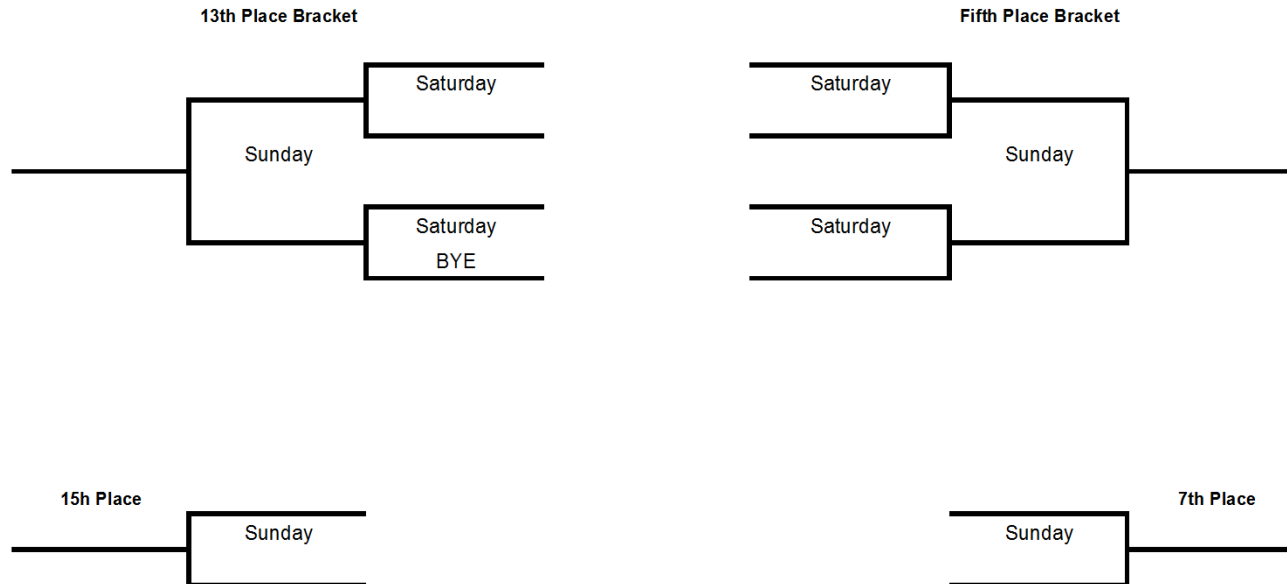 13th Place Bracket
Fifth Place Bracket
Saturday
Saturday
Sunday
Sunday
Saturday
BYE
Saturday
15h Place
7th Place
Sunday
Sunday